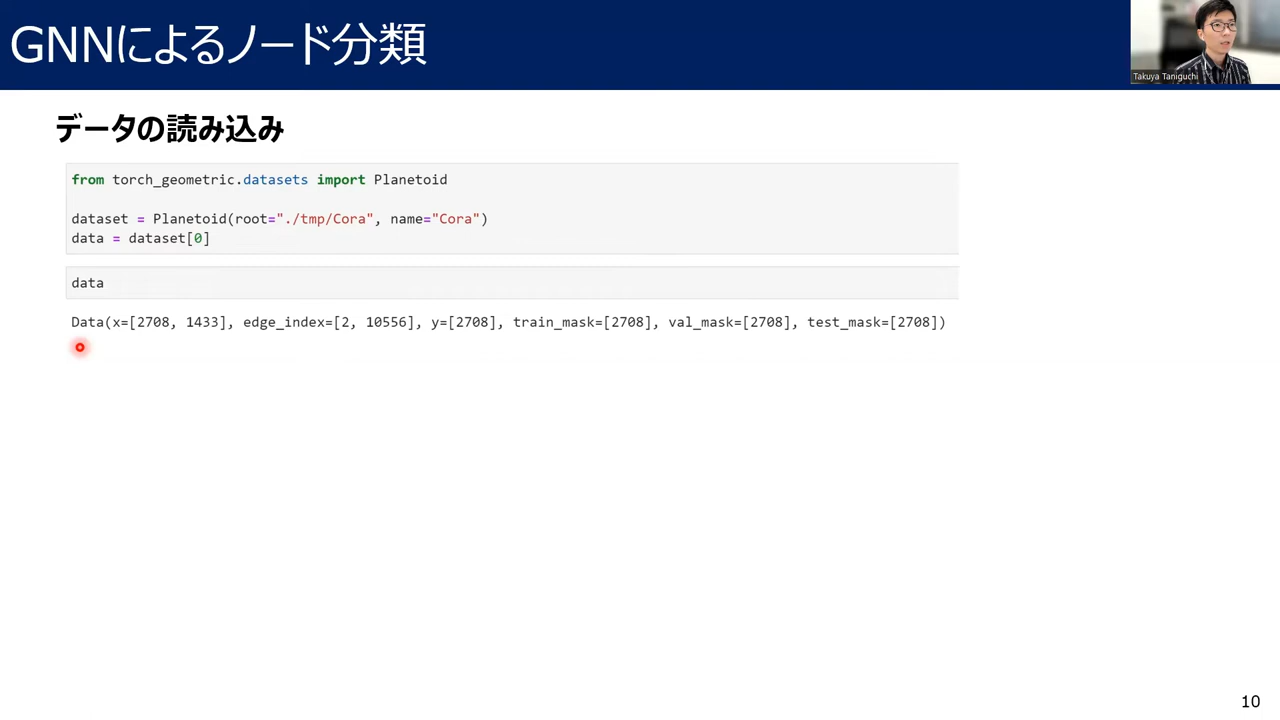 GNNによるノード分類
Takuya Taniguchi
データの読み込み
from torch_geometric.datasets import Planetoid
dataset = Planetoid(root="./tmp/Cora", name="Cora")
data = dataset[0]
data
Data(x=[2708, 1433], edge_index=[2, 10556], y=[2708], train_mask=[2708], val_mask=[2708], test_mask=[2708])
10